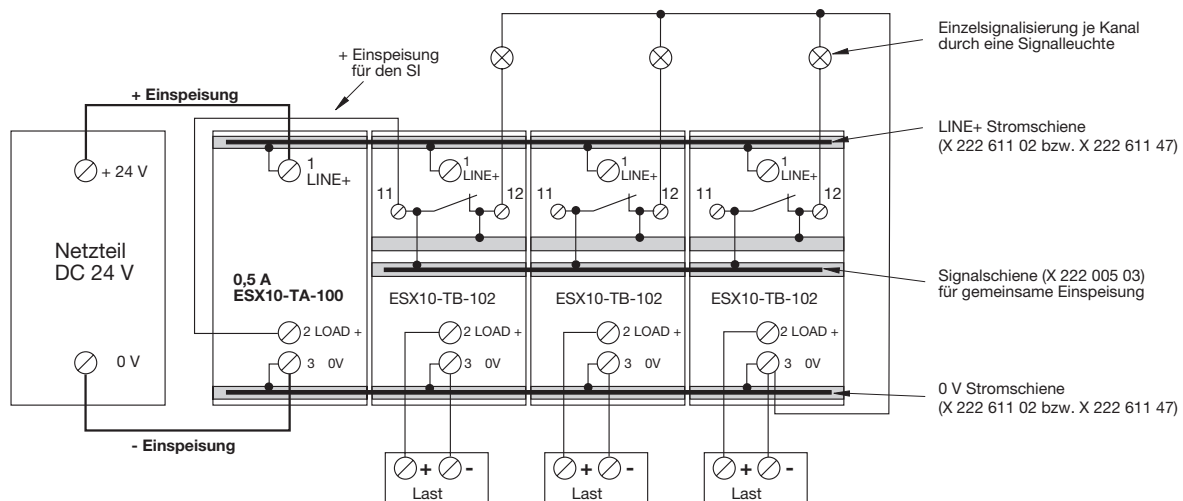 Einzelsignalisierung je Kanal
durch eine Signalleuchte
+ Einspeisung
für den SI
+ Einspeisung
LINE+ Stromschiene
(X 222 611 02 bzw. X 222 611 47)
+ 24 V
1
LINE+
1
LINE+
1
LINE+
1
LINE+
11
12
11
12
11
12
Netzteil
DC 24 V
0,5 A
ESX10-TA-100
ESX10-TB-102
ESX10-TB-102
ESX10-TB-102
Signalschiene (X 222 005 03)
für gemeinsame Einspeisung
2 LOAD +
2 LOAD +
2 LOAD +
2 LOAD +
0 V
3 0V
3 0V
3 0V
3 0V
0 V Stromschiene
(X 222 611 02 bzw. X 222 611 47)
- Einspeisung
+ -
+ -
+ -
Last
Last
Last